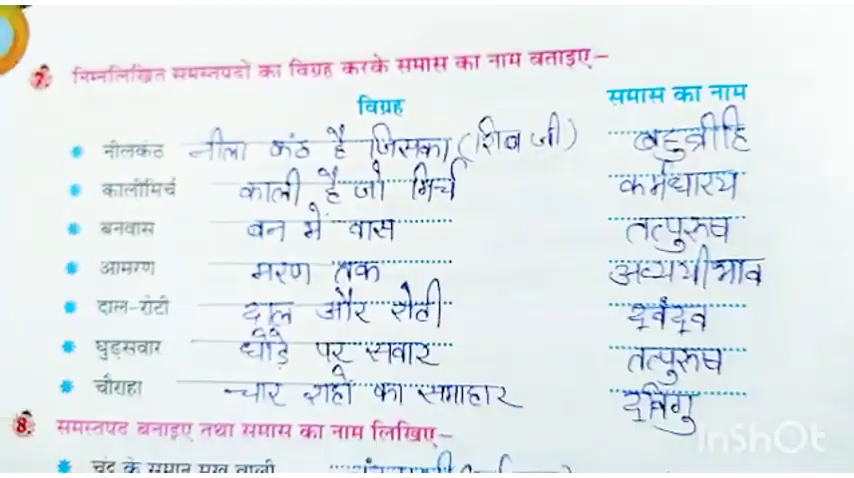 7. निम्नलिखित समस्तपदों का विग्रह करके समास का नाम बताइए–
विग्रह समास का नाम
नीलकंठ नीला कंठ है जिसका (शिव जी) बहुव्रीहि
कालीमिर्च काली है जो मिर्च कर्मधारय
बनवास बन में वास तत्पुरुष
आमरण मरण तक अव्ययीभाव
दाल-रोटी दाल और रोटी द्वंद्व
घुड़सवार घोड़े पर सवार तत्पुरुष
चौराहा चार राहों का समाहार द्विगु
8. समस्तपद बनाइए तथा समास का नाम लिखिए–
चंद्र के समान मुख वाली
InShOt